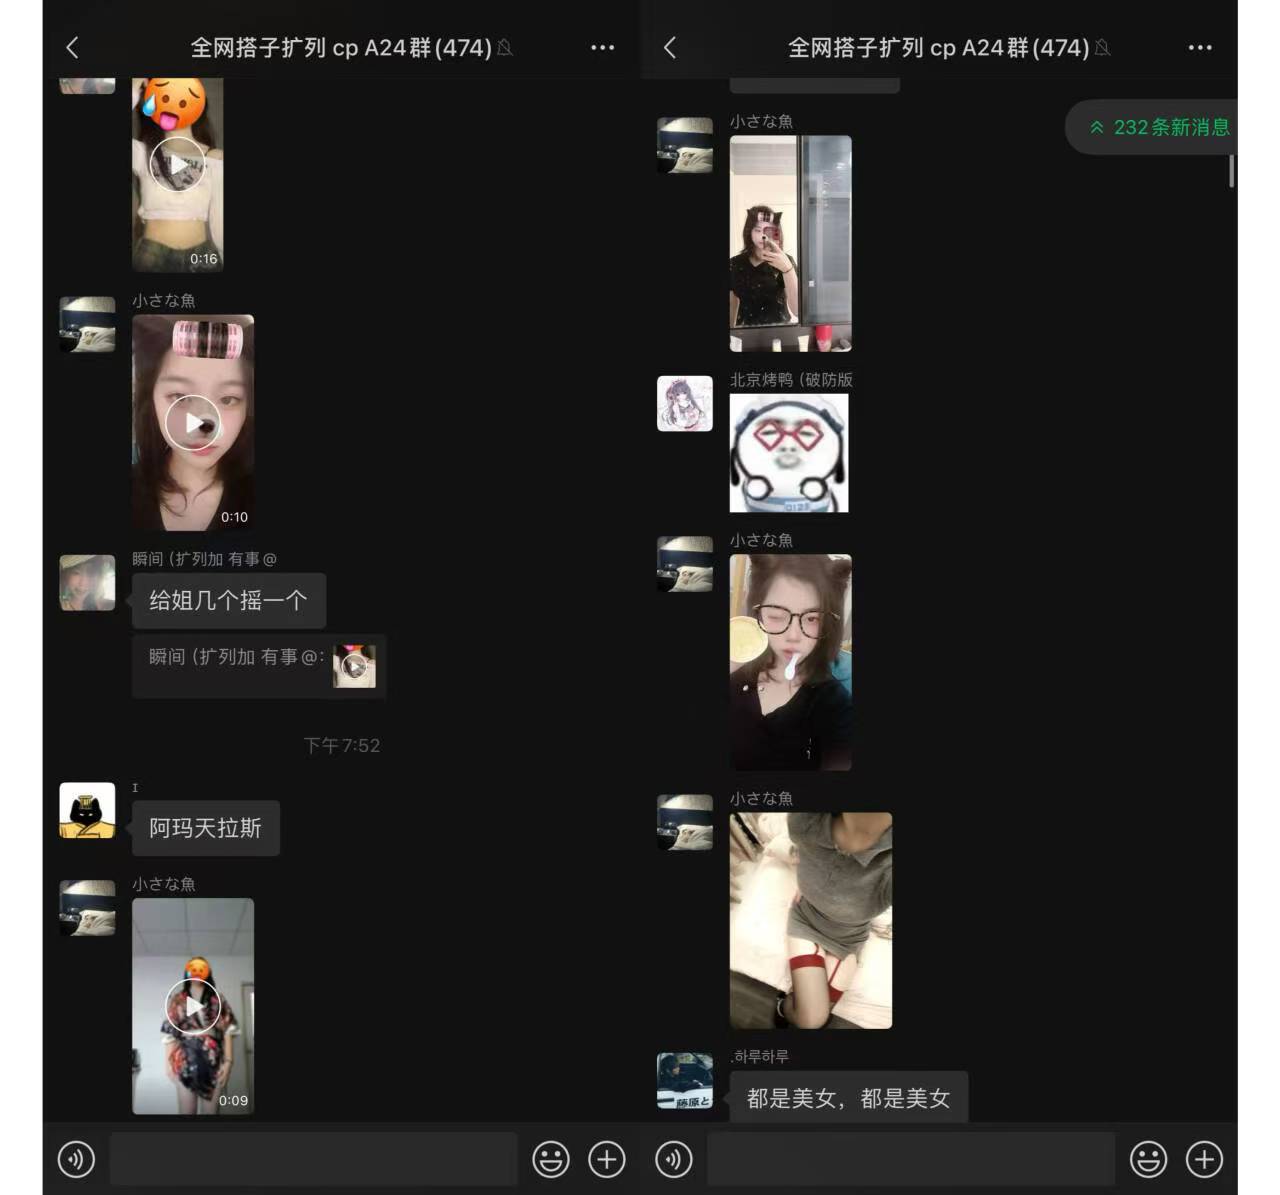 全网搭子扩列 cp A24群(474)
0:16
小さな魚
0:10
瞬间 (扩列加 有事@
给姐几个摇一个
瞬间 (扩列加 有事@:
下午7:52
I
阿玛天拉斯
小さな魚
0:09
全网搭子扩列 cp A24群(474)
232条新消息
小さな魚
北京烤鸭 (破防版
0123
小さな魚
小さな魚
.하루하루
藤原と
都是美女，都是美女